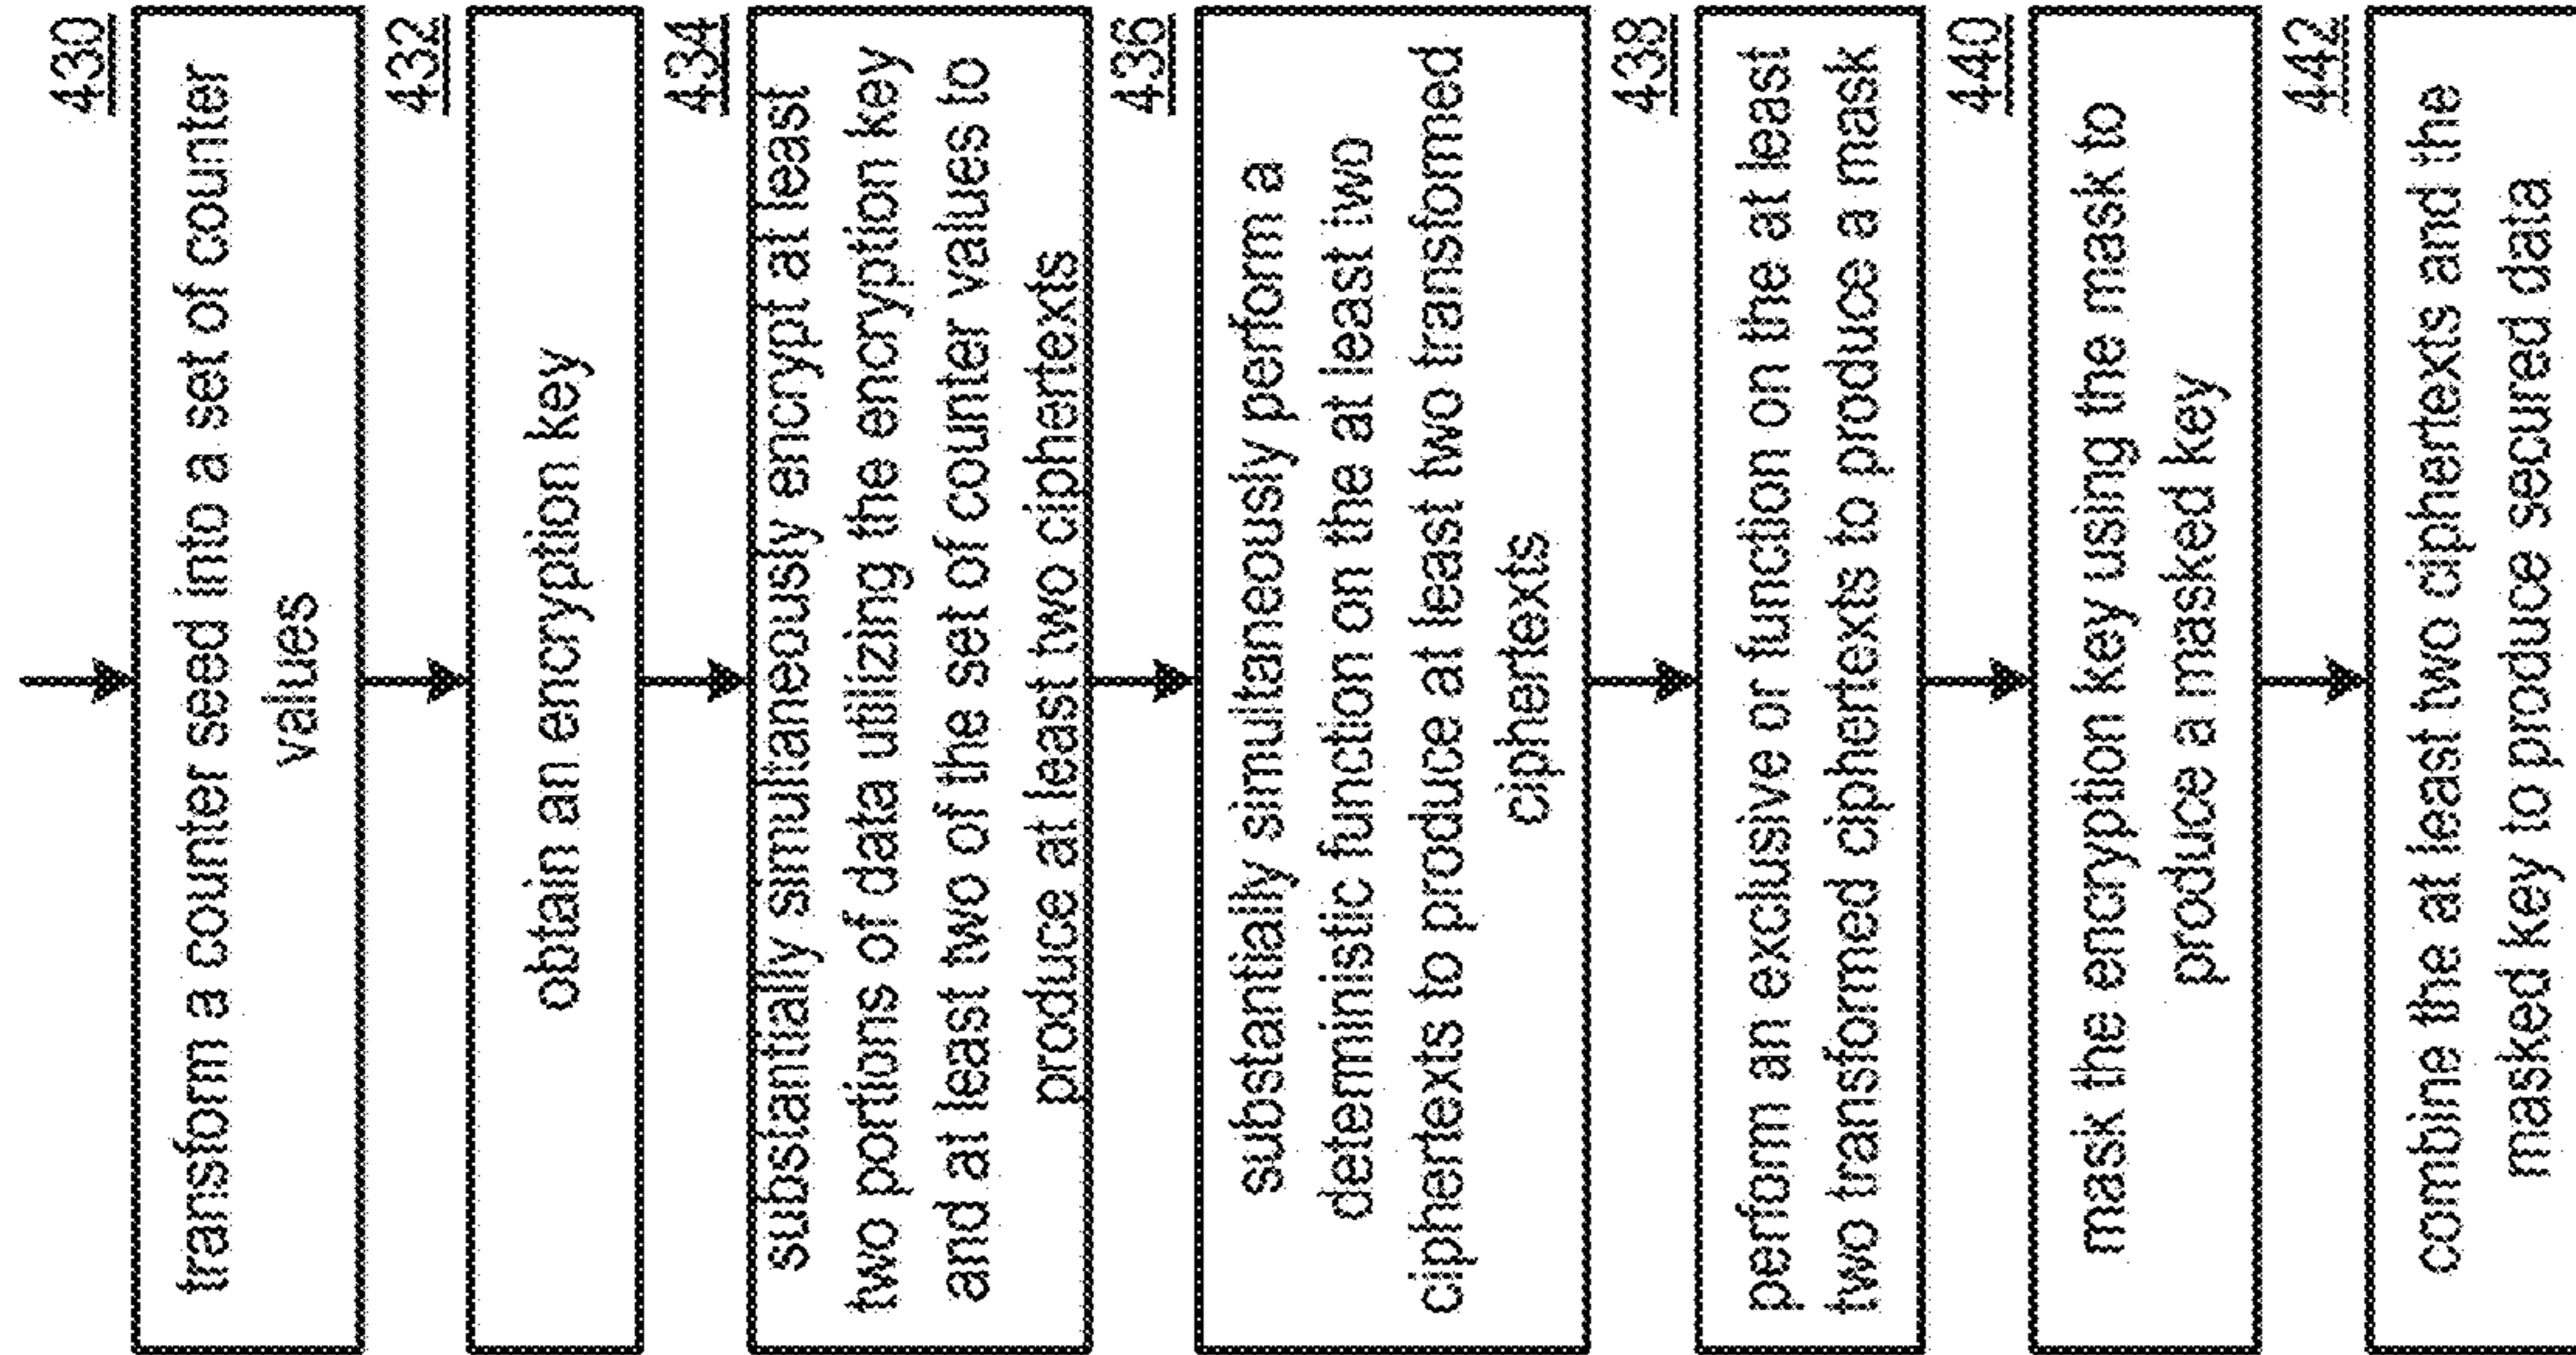 430
transform a counter seed into a set of counter
values
432
obtain an encryption key
434
substantially simultaneously encrypt at least
two portions of data utilizing the encryption key
and at least two of the set of counter values to
produce at least two ciphertexts
436
substantially simultaneously perform a
deterministic function on the at least two
ciphertexts to produce at least two transformed
ciphertexts
438
perform an exclusive or function on the at least
two transformed ciphertexts to produce a mask
440
mask the encryption key using the mask to
produce a masked key
442
combine the at least two ciphertexts and the
masked key to produce secured data